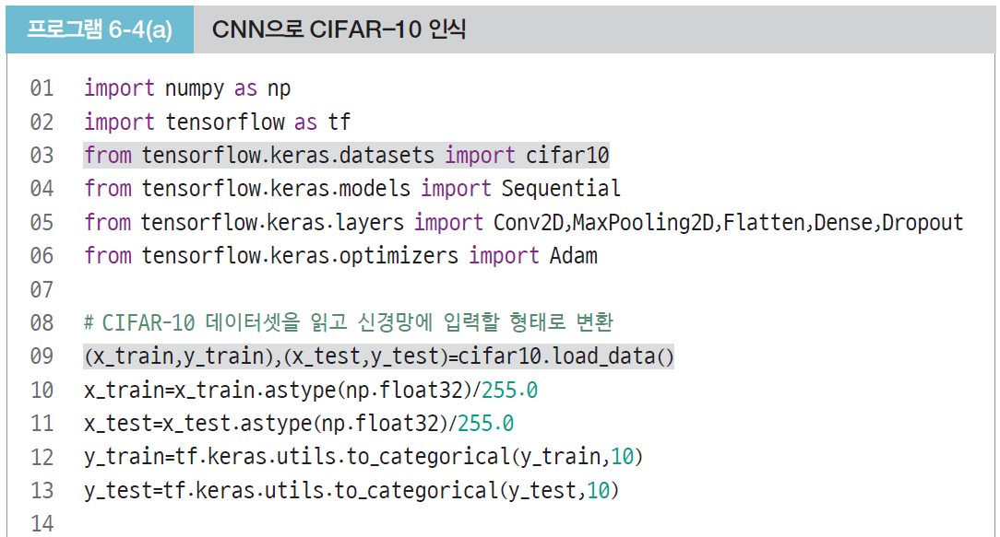 프로그램 6-4(a) CNN으로 CIFAR-10 인식
01 import numpy as np
02 import tensorflow as tf
03 from tensorflow.keras.datasets import cifar10
04 from tensorflow.keras.models import Sequential
05 from tensorflow.keras.layers import Conv2D,MaxPooling2D,Flatten,Dense,Dropout
06 from tensorflow.keras.optimizers import Adam
07
08 # CIFAR-10 데이터셋을 읽고 신경망에 입력할 형태로 변환
09 (x_train,y_train),(x_test,y_test)=cifar10.load_data()
10 x_train=x_train.astype(np.float32)/255.0
11 x_test=x_test.astype(np.float32)/255.0
12 y_train=tf.keras.utils.to_categorical(y_train,10)
13 y_test=tf.keras.utils.to_categorical(y_test,10)
14